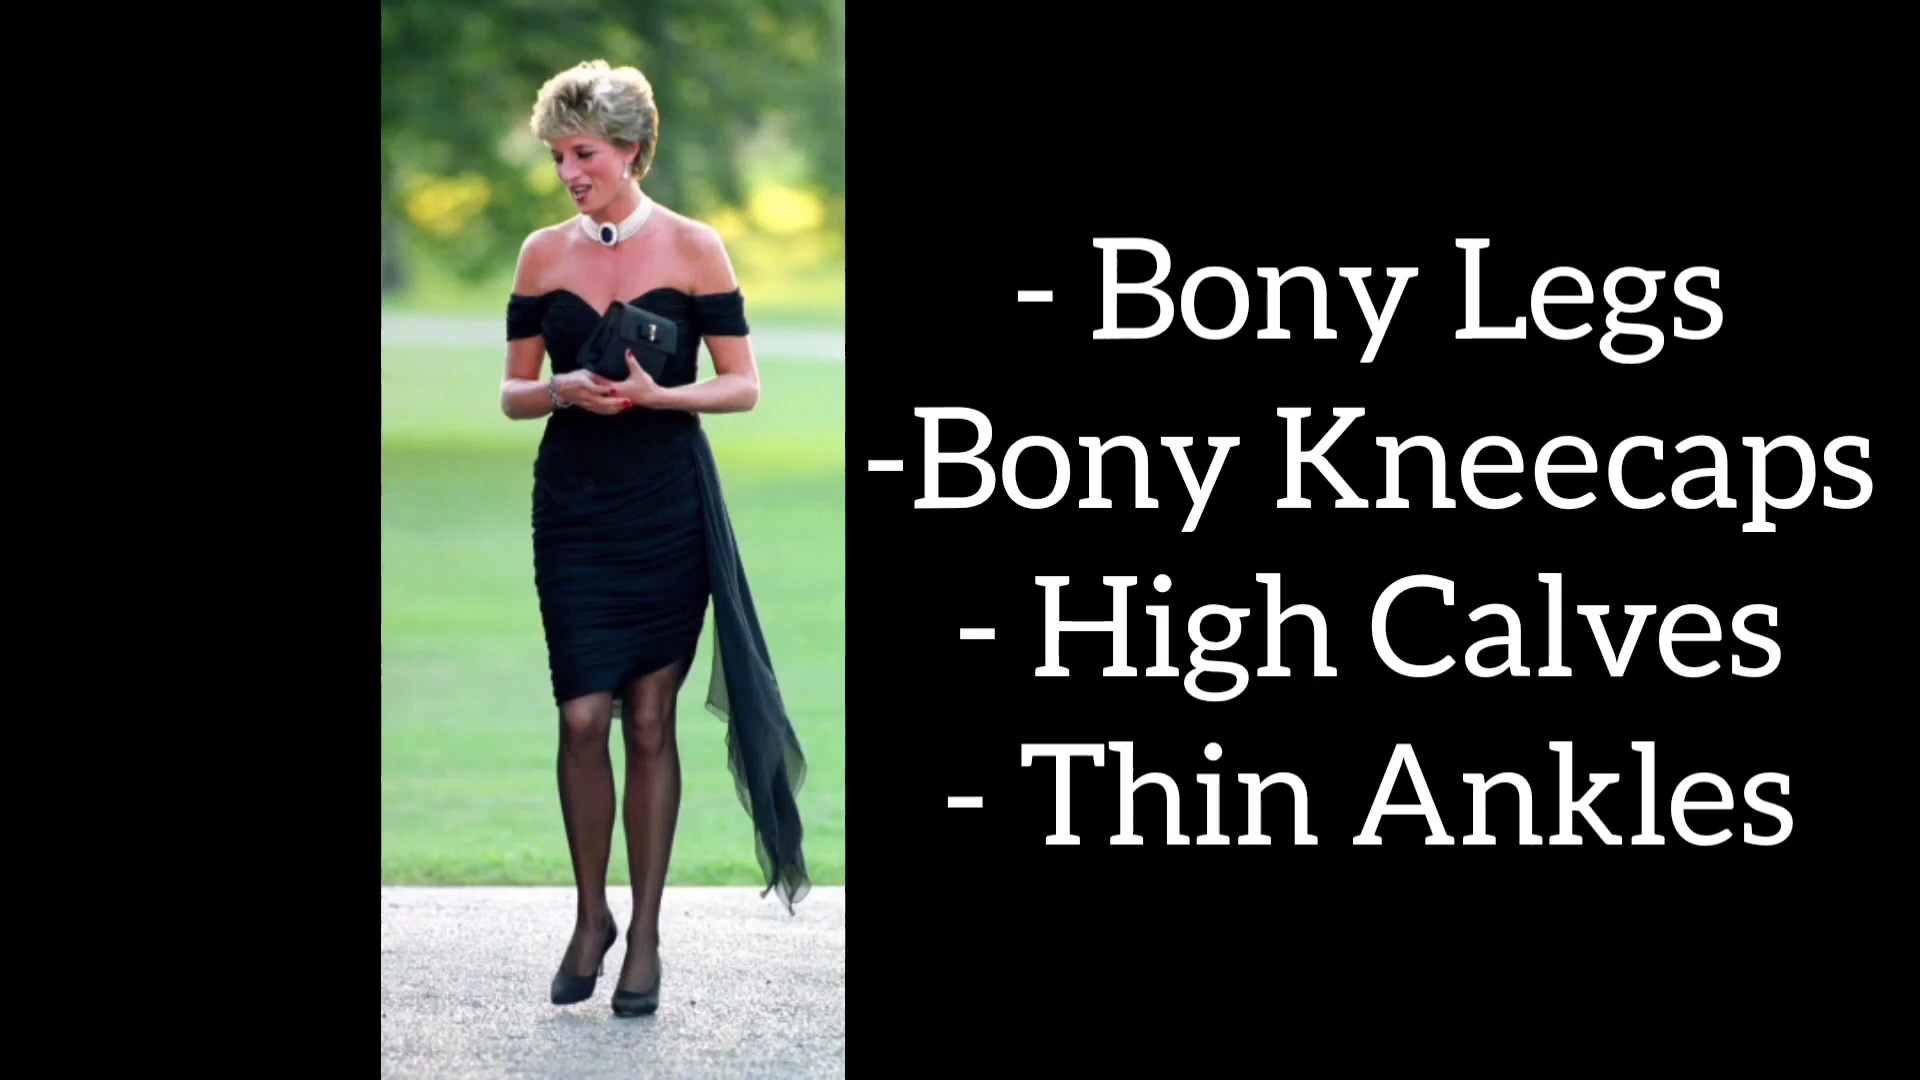 - Bony Legs
-Bony Kneecaps
- High Calves
- Thin Ankles